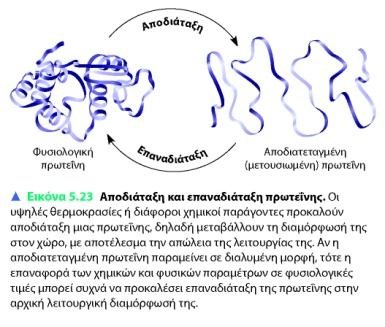 Αποδιάταξη
Επαναδιάταξη
Φυσιολογική
πρωτεΐνη
Αποδιατεταγμένη
(μετουσιωμένη) πρωτεΐνη
▲ Εικόνα 5.23 Αποδιάταξη και επαναδιάταξη πρωτεΐνης. Οι
υψηλές θερμοκρασίες ή διάφοροι χημικοί παράγοντες προκαλούν
αποδιάταξη μιας πρωτεΐνης, δηλαδή μεταβάλλουν τη διαμόρφωσή της
στον χώρο, με αποτέλεσμα την απώλεια της λειτουργίας της. Αν η
αποδιατεταγμένη πρωτεΐνη παραμείνει σε διαλυμένη μορφή, τότε η
επαναφορά των χημικών και φυσικών παραμέτρων σε φυσιολογικές
τιμές μπορεί συχνά να προκαλέσει επαναδιάταξη της πρωτεΐνης στην
αρχική λειτουργική διαμόρφωσή της.